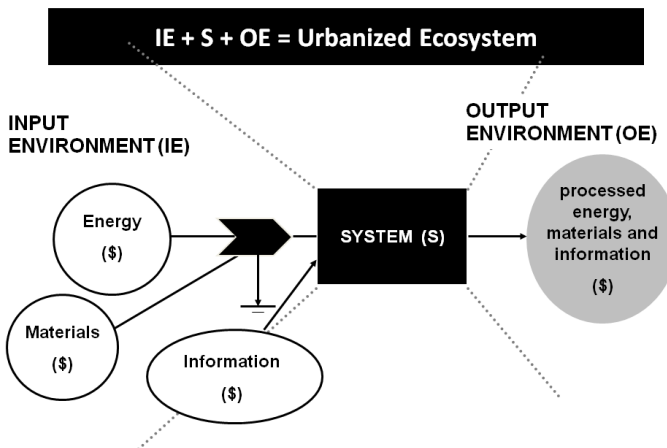 IE + S + OE = Urbanized Ecosystem
INPUT
ENVIRONMENT (IE)
OUTPUT
ENVIRONMENT (OE)
Energy
($)
Materials
($)
Information
($)
SYSTEM (S)
processed
energy,
materials and
information
($)